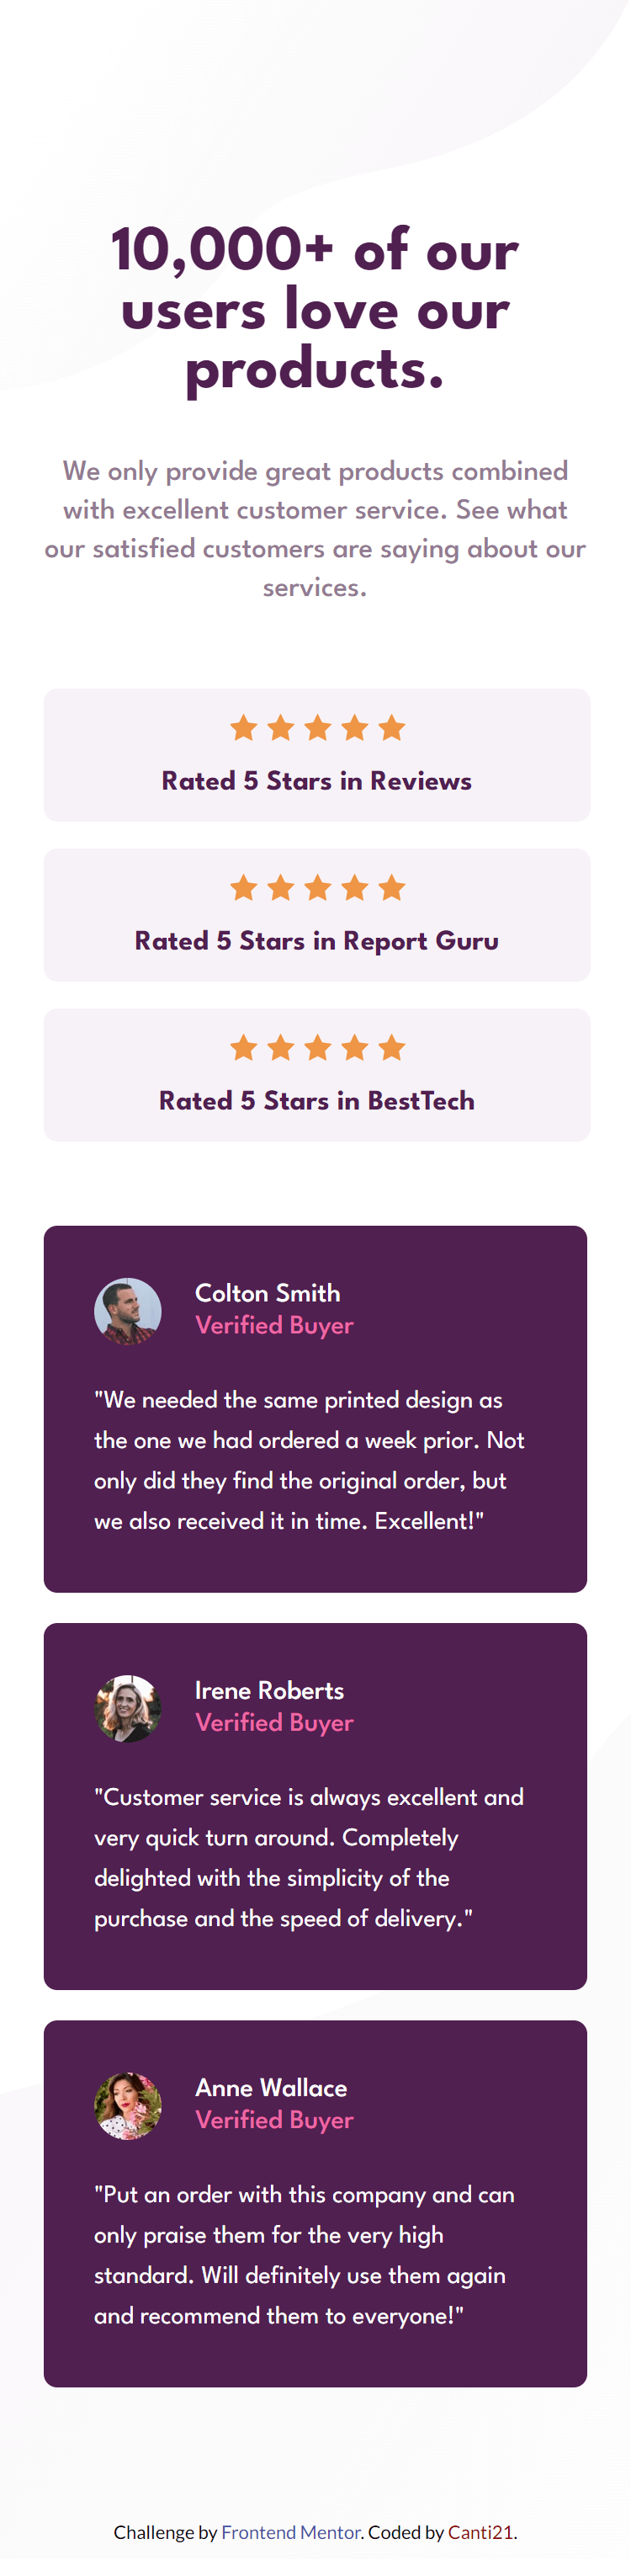 10,000+ of our
users love our
products.
We only provide great products combined
with excellent customer service. See what
our satisfied customers are saying about our
services.
Rated 5 Stars in Reviews
Rated 5 Stars in Report Guru
Rated 5 Stars in BestTech
Colton Smith
Verified Buyer
"We needed the same printed design as
the one we had ordered a week prior. Not
only did they find the original order, but
we also received it in time. Excellent!"
Irene Roberts
Verified Buyer
"Customer service is always excellent and
very quick turn around. Completely
delighted with the simplicity of the
purchase and the speed of delivery."
Anne Wallace
Verified Buyer
"Put an order with this company and can
only praise them for the very high
standard. Will definitely use them again
and recommend them to everyone!"
Challenge by Frontend Mentor. Coded by Canti21.